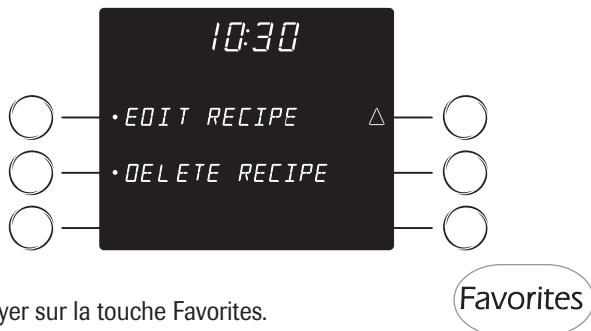 10:30
•EDIT RECIPE △
•DELETE RECIPE
yer sur la touche Favorites.
Favorites